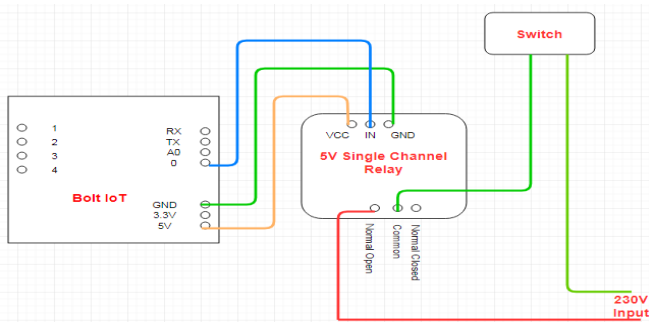 Switch
1
2
3
4
RX
TX
A0
0
Bolt IoT
GND
3.3V
5V
VCC IN GND
5V Single Channel
Relay
Normal Open
Common
Normal Closed
230V
Input